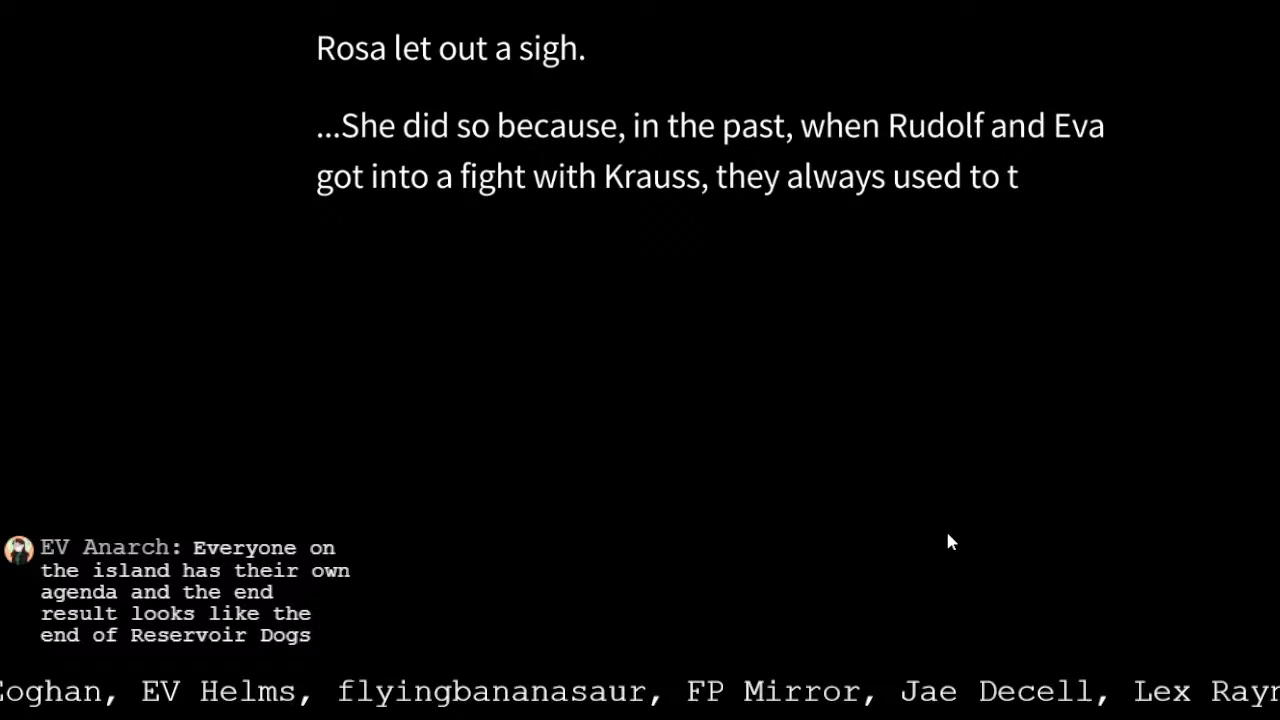 Rosa let out a sigh.
...She did so because, in the past, when Rudolf and Eva
got into a fight with Krauss, they always used to t
EV Anarch: Everyone on
the island has their own
agenda and the end
result looks like the
end of Reservoir Dogs
Eoghan, EV Helms, flyingbananasaur, FP Mirror, Jae Decell, Lex Rayn